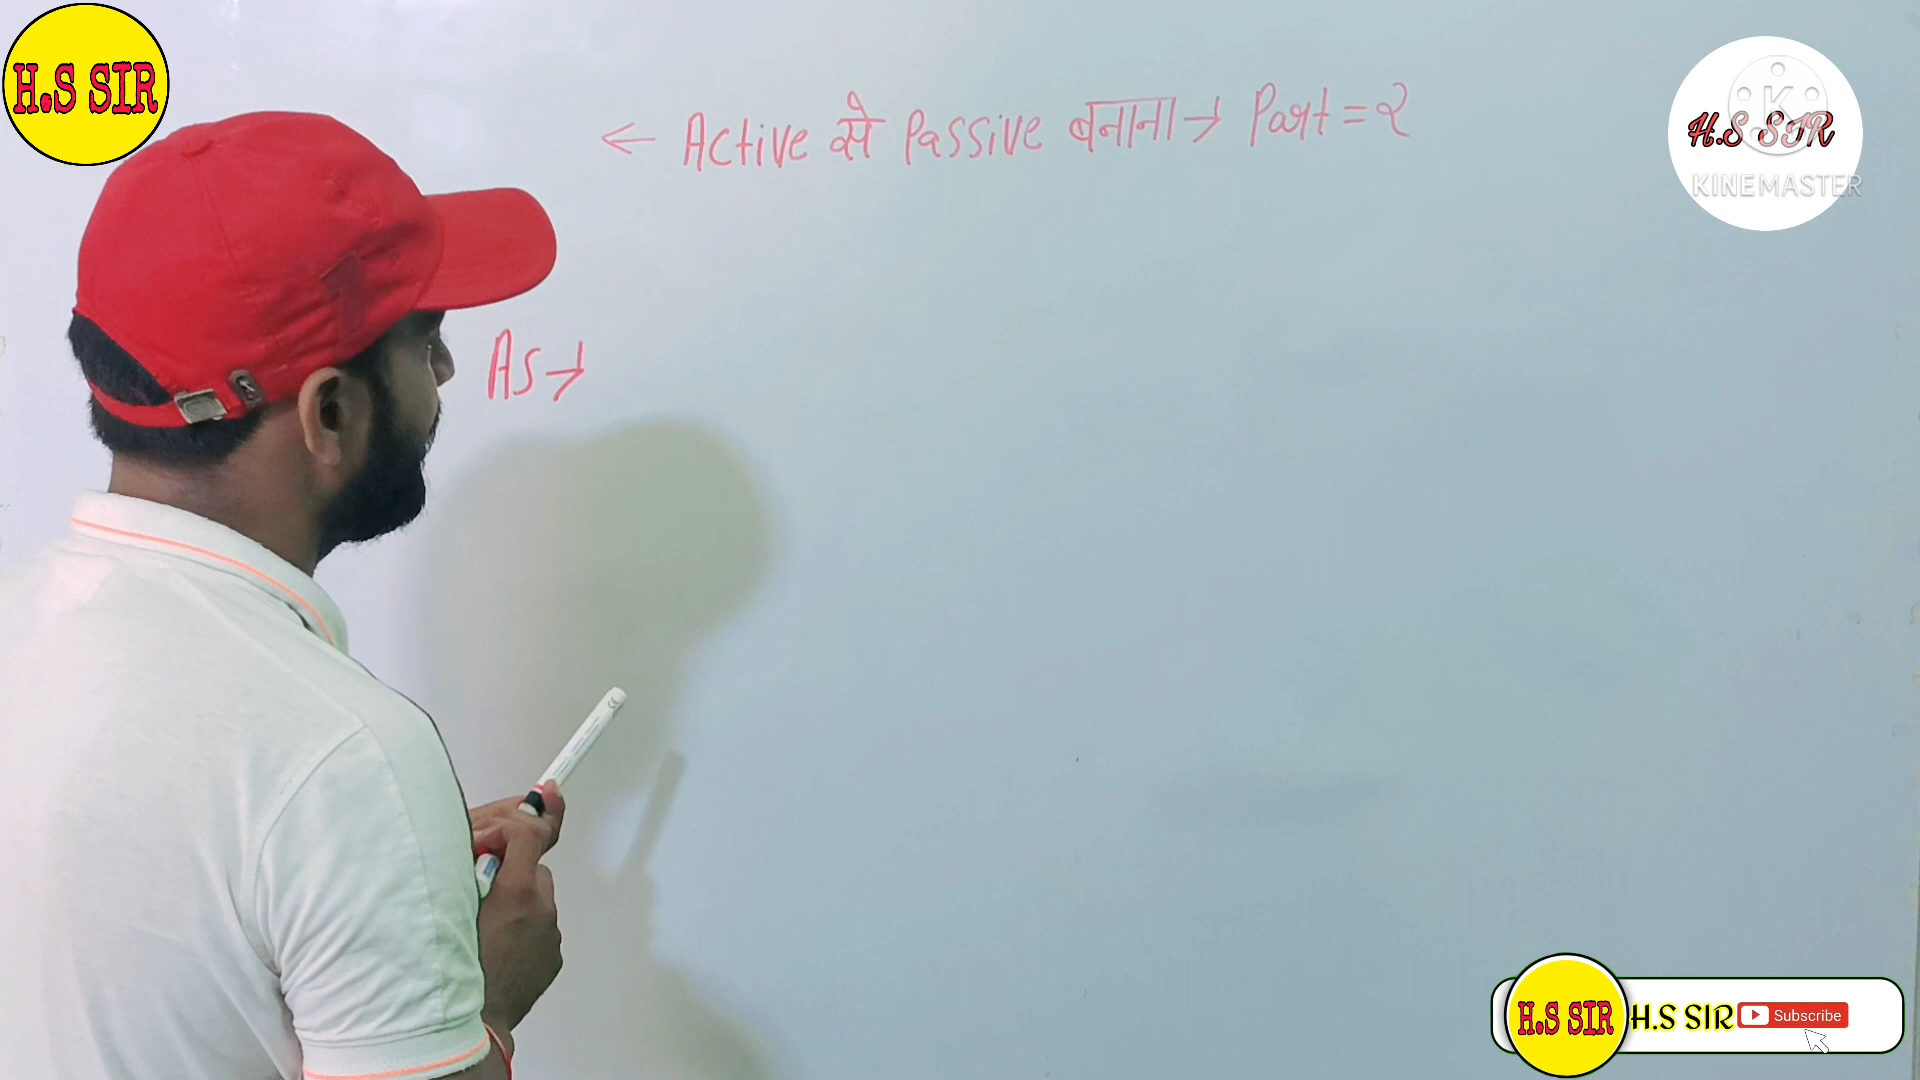 H.S SIR
← Active से Passive बनाना → Part = २
H.S SIR
KINEMASTER
As →
H.S SIR
H.S SIR
Subscribe